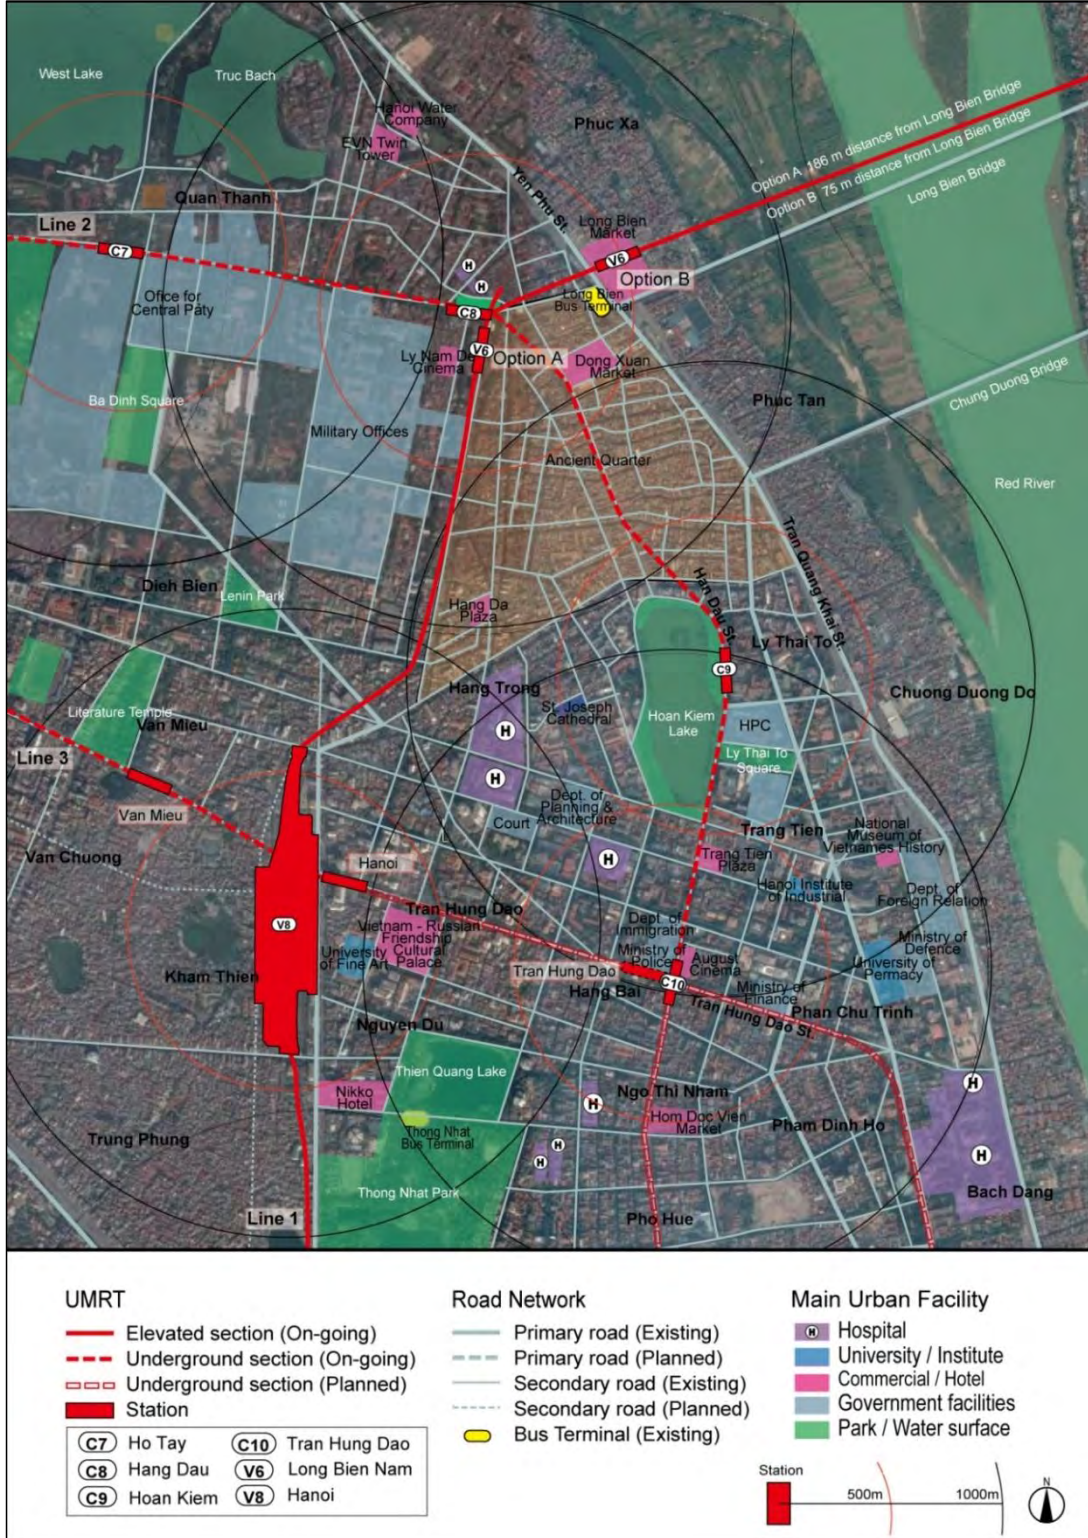 West Lake
Truc Bach
Hanor Water
Company
EVN Twin
Tower
Phuc Xa
Option A 186 m distance from Long Bien Bridge
Option B 75 m distance from Long Bien Bridge
Long Bien Bridge
Yen Phu St.
Quan Thanh
Line 2
C7
Long Bien
Market
V6
Option B
H
H
Ofice for
Central Paty
Long Bien
Bus Terminal
C8
V6
Option A
Ly Nam De
Cinema
Dong Xuan
Market
Chung Duong Bridge
Ba Dinh Square
Phuc Tan
Military Offices
Ancient Quarter
Red River
Tran Quang Khai St.
Dieh Bien
Lenin Park
Han Dau St.
Hang Da
Plaza
Ly Thai To
C9
Hang Trong
Chuong Duong Do
Literature Temple
Van Mieu
St. Joseph
Cathedral
Hoan Kiem
Lake
HPC
H
Line 3
Ly Thai To
Square
H
Van Mieu
Dept. of
Planning &
Architecture
Court
Trang Tien
National
Museum of
Vietnames History
Van Chuong
Hanoi
H
Trang Tien
Plaza
Hanoi Institute
of Industrial
Dept. of
Foreign Relation
Tran Hung Dao
V8
Vietnam - Russian
Friendship
Cultural
Palace
University
of Fine Art
Dept. of
Immigration
Ministry of
Police
August
Cinema
Ministry of
Defence
University of
Permacy
Kham Thien
Tran Hung Dao
C10
Hang Bai
Ministry of
Finance
Tran Hung Dao St.
Phan Chu Trinh
Nguyen Du
Thien Quang Lake
Nikko
Hotel
H
Ngo Thi Nham
H
Hom Doc Vien
Market
Pham Dinh Ho
Trung Phung
Thong Nhat
Bus Terminal
H
H
H
Thong Nhat Park
Bach Dang
Line 1
Pho Hue
UMRT
Elevated section (On-going)
Underground section (On-going)
Underground section (Planned)
Station
C7 Ho Tay
C10 Tran Hung Dao
C8 Hang Dau
V6 Long Bien Nam
C9 Hoan Kiem
V8 Hanoi
Road Network
Primary road (Existing)
Primary road (Planned)
Secondary road (Existing)
Secondary road (Planned)
Bus Terminal (Existing)
Main Urban Facility
H Hospital
University / Institute
Commercial / Hotel
Government facilities
Park / Water surface
Station
500m
1000m
N